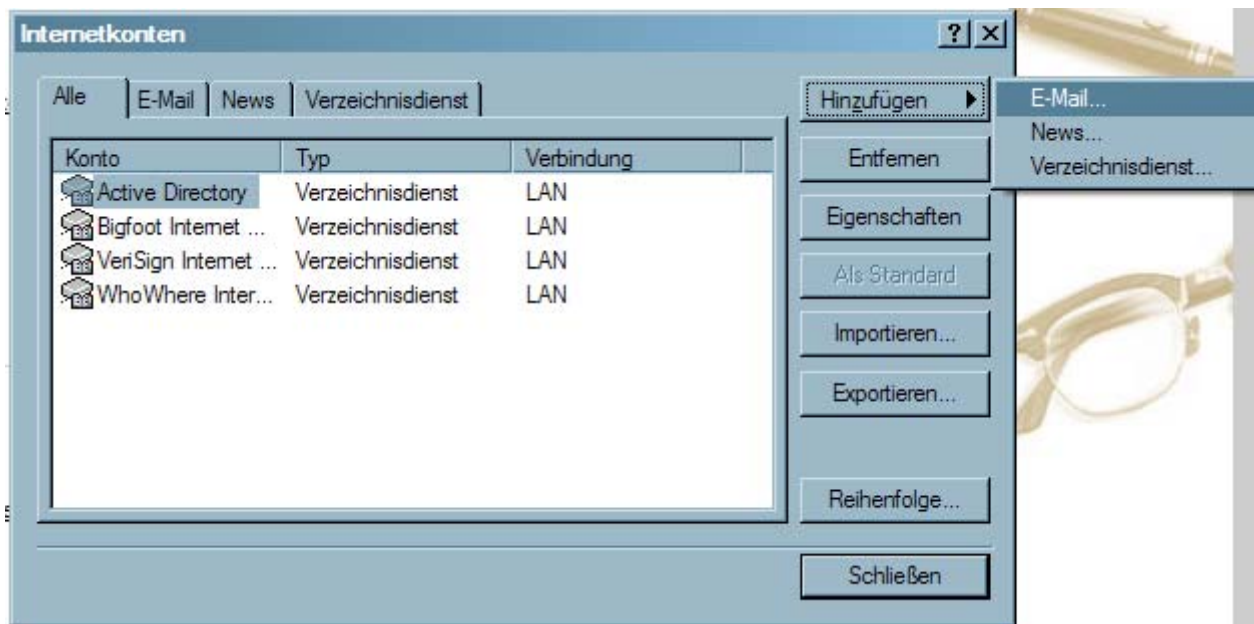 Internetkonten
Alle E-Mail News Verzeichnisdienst
Konto Typ Verbindung
Active Directory Verzeichnisdienst LAN
Bigfoot Internet ... Verzeichnisdienst LAN
VeriSign Internet ... Verzeichnisdienst LAN
WhoWhere Inter... Verzeichnisdienst LAN
Hinzufügen
Entfernen
Eigenschaften
Als Standard
Importieren...
Exportieren...
Reihenfolge...
Schließen
E-Mail...
News...
Verzeichnisdienst...